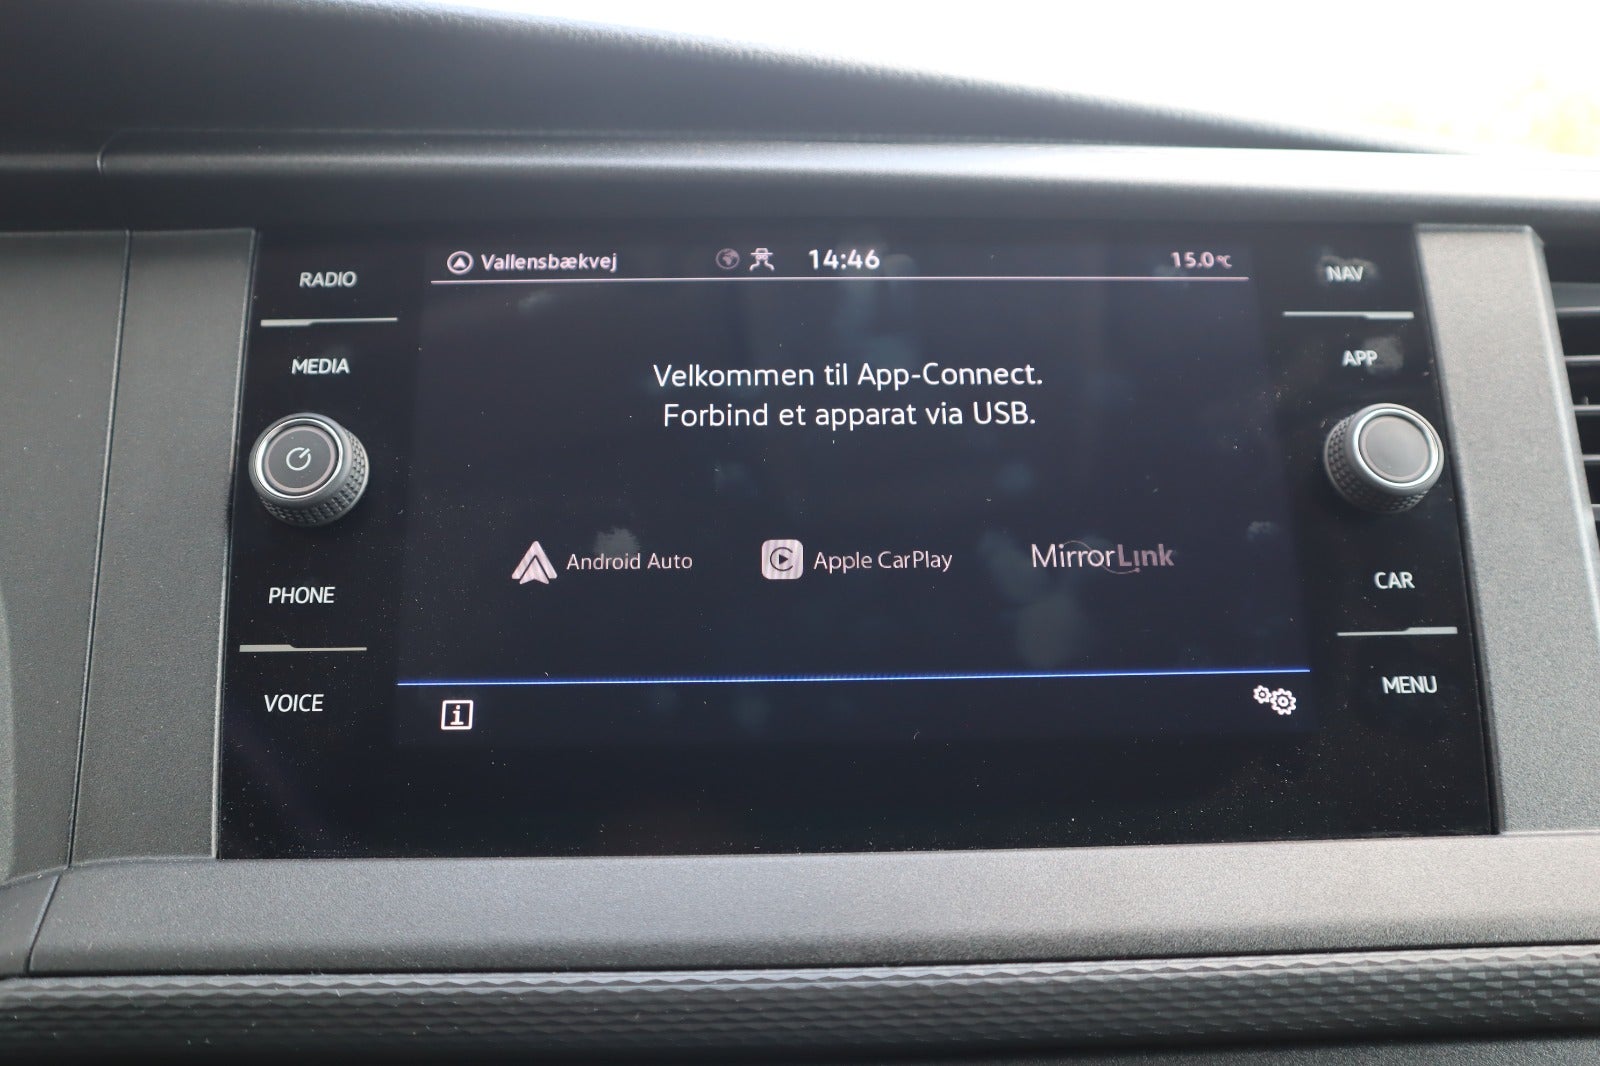 RADIO
MEDIA
PHONE
VOICE
Vallensbækvej
14:46
15.0°C
Velkommen til App-Connect.
Forbind et apparat via USB.
Android Auto
Apple CarPlay
MirrorLink
i
NAV
APP
CAR
MENU